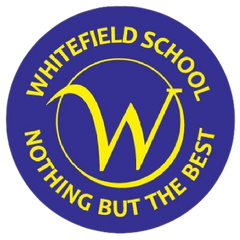 WHITEFIELD SCHOOL
W
NOTHING BUT THE BEST